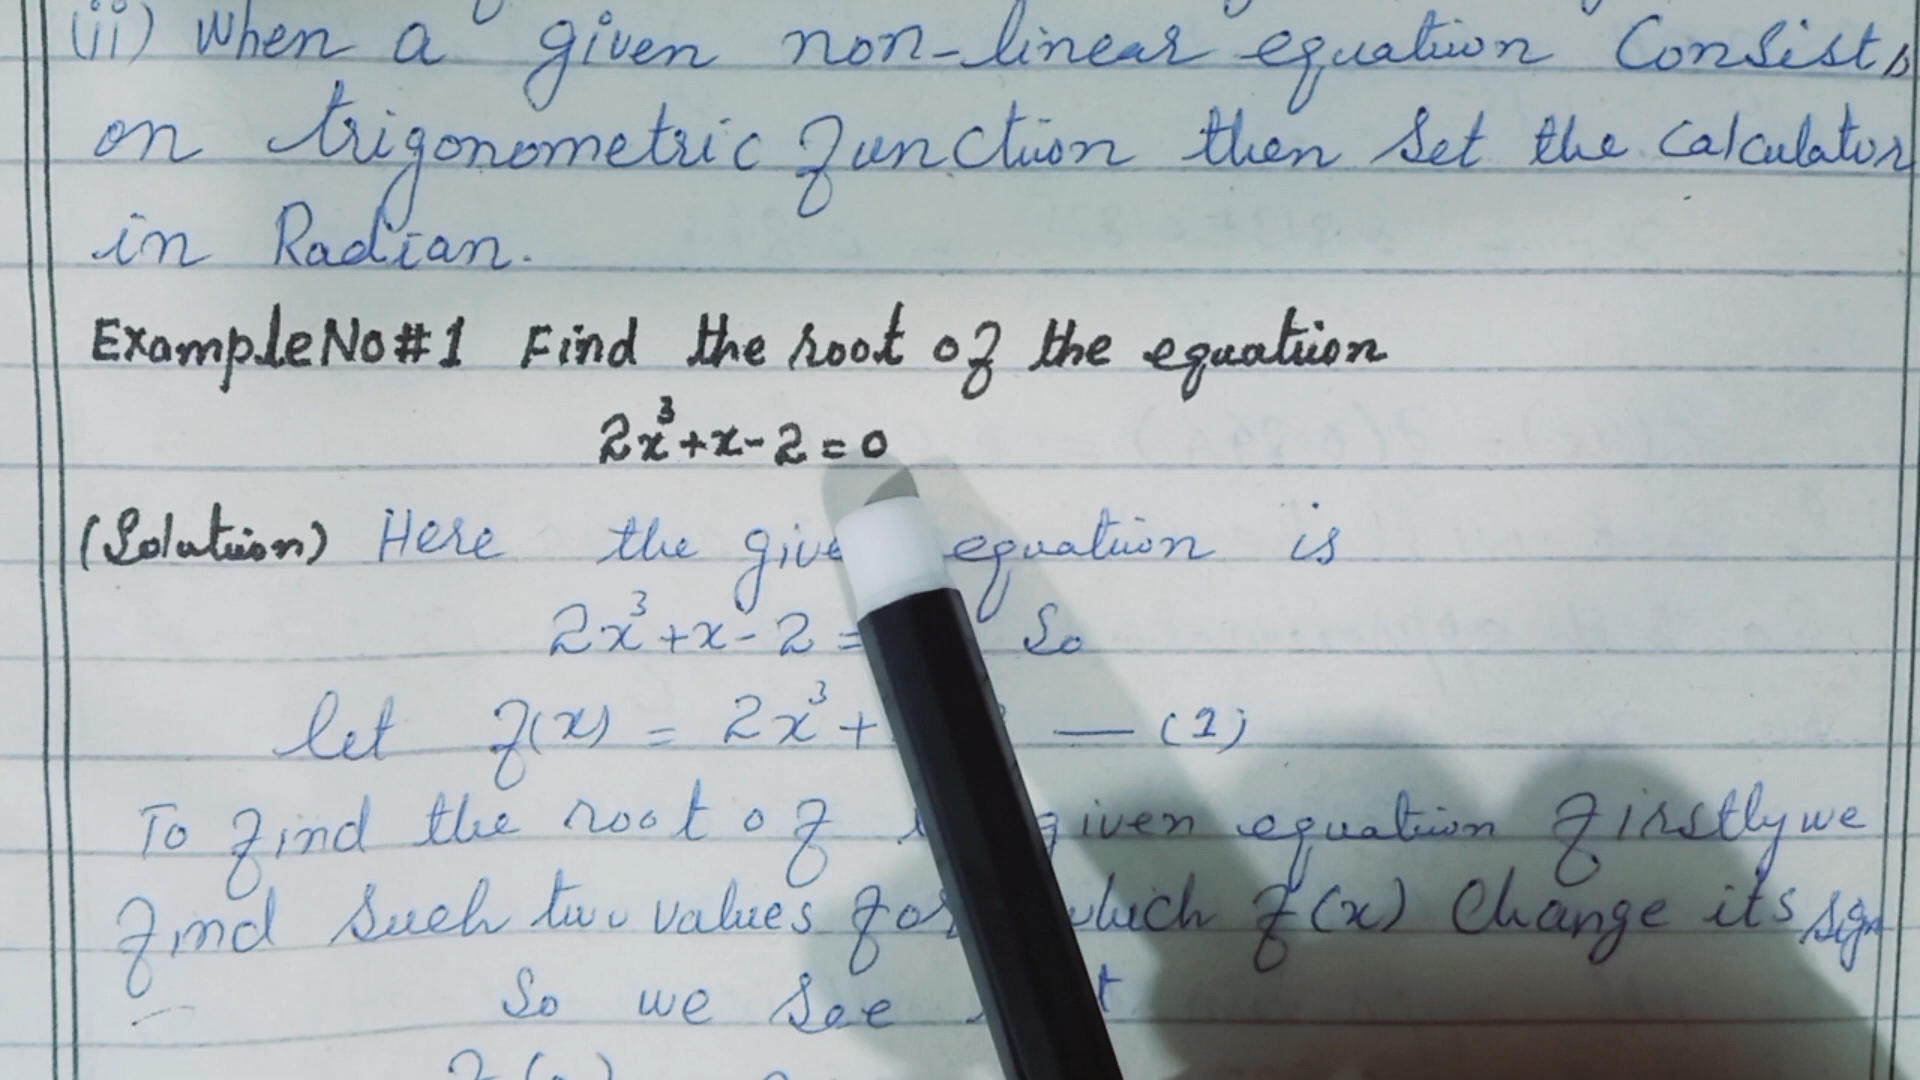 (ii) When a given non-linear equation Consists
on trigonometric function then Set the Calculator
in Radian.
Example No#1 Find the root of the equation
2x³+x-2=0
(Solution) Here the equation is
2x³+x-2= So
let f(x) = 2x³+ — (1)
To find the root of given equation firstly we
find Such two values for which f(x) Change its sign
So we See